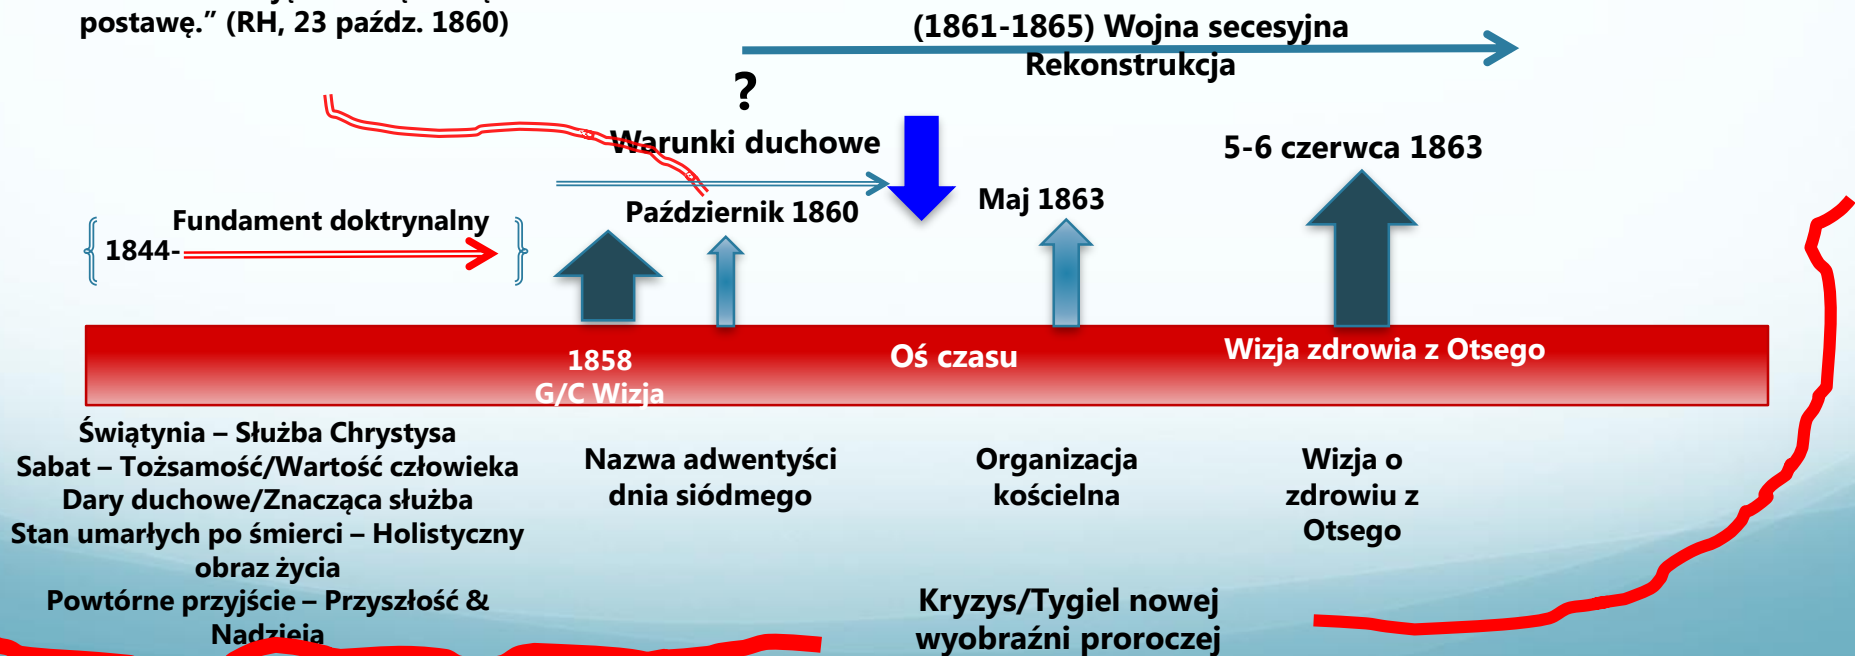 postawę.” (RH, 23 paźdz. 1860)
(1861-1865) Wojna secesyjna
Rekonstrukcja
?
Warunki duchowe
5-6 czerwca 1863
Maj 1863
Październik 1860
Fundament doktrynalny
1844-
1858
G/C Wizja
Oś czasu
Wizja zdrowia z Otsego
Świątynia – Służba Chrystysa
Sabat – Tożsamość/Wartość człowieka
Dary duchowe/Znacząca służba
Stan umarłych po śmierci – Holistyczny
obraz życia
Powtórne przyjście – Przyszłość &
Nadzieja
Nazwa adwentyści
dnia siódmego
Organizacja
kościelna
Wizja o
zdrowiu z
Otsego
Kryzys/Tygiel nowej
wyobraźni proroczej